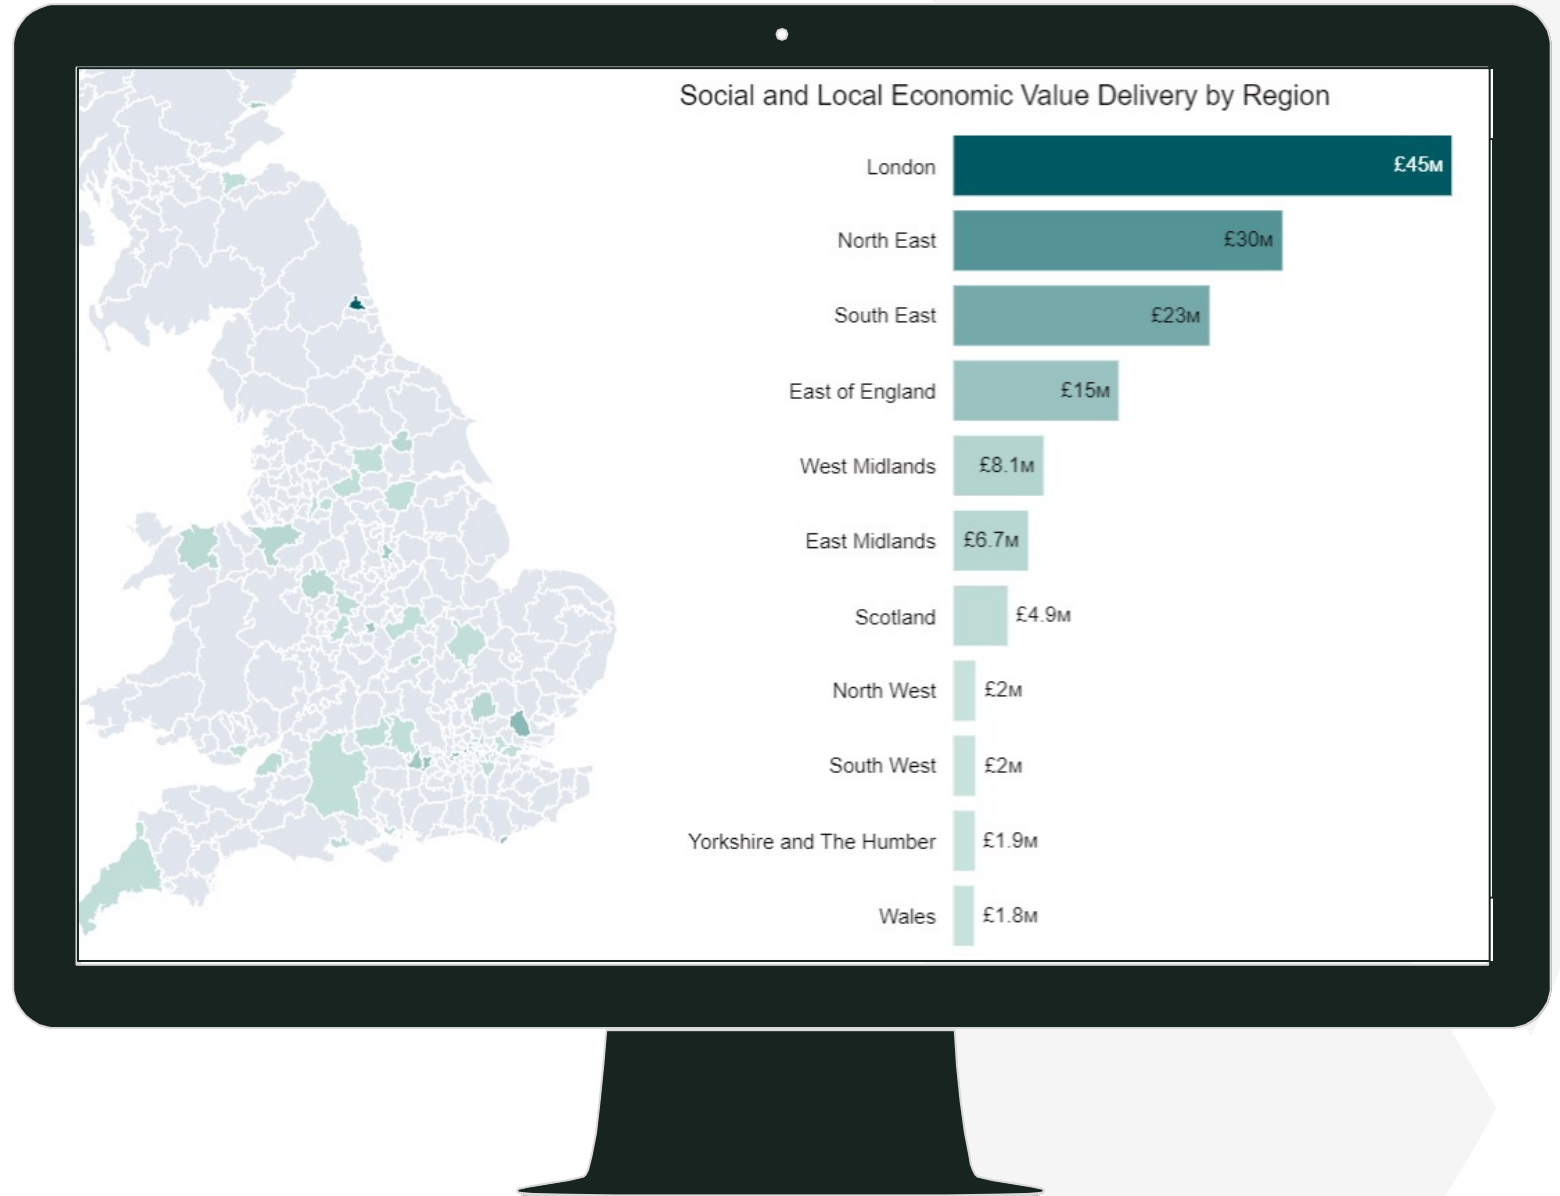 Social and Local Economic Value Delivery by Region
London £45M
North East £30M
South East £23M
East of England £15M
West Midlands £8.1M
East Midlands £6.7M
Scotland £4.9M
North West £2M
South West £2M
Yorkshire and The Humber £1.9M
Wales £1.8M